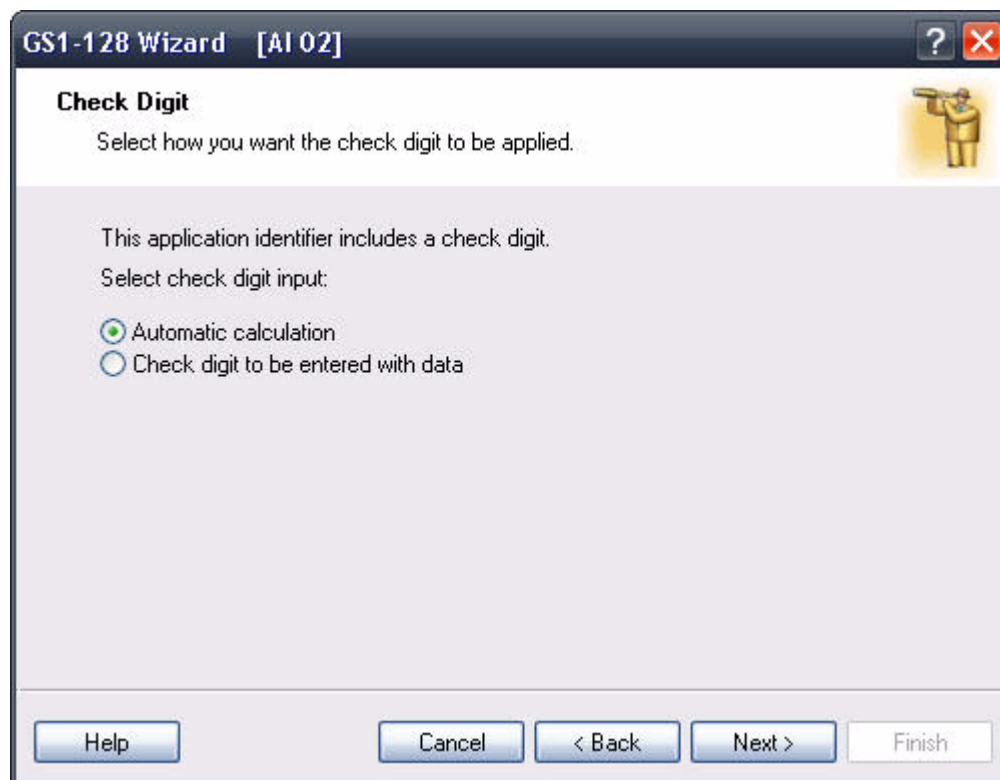 GS1-128 Wizard [AI 02]
?
Check Digit
Select how you want the check digit to be applied.
This application identifier includes a check digit.
Select check digit input:
Automatic calculation
Check digit to be entered with data
Help Cancel < Back Next > Finish